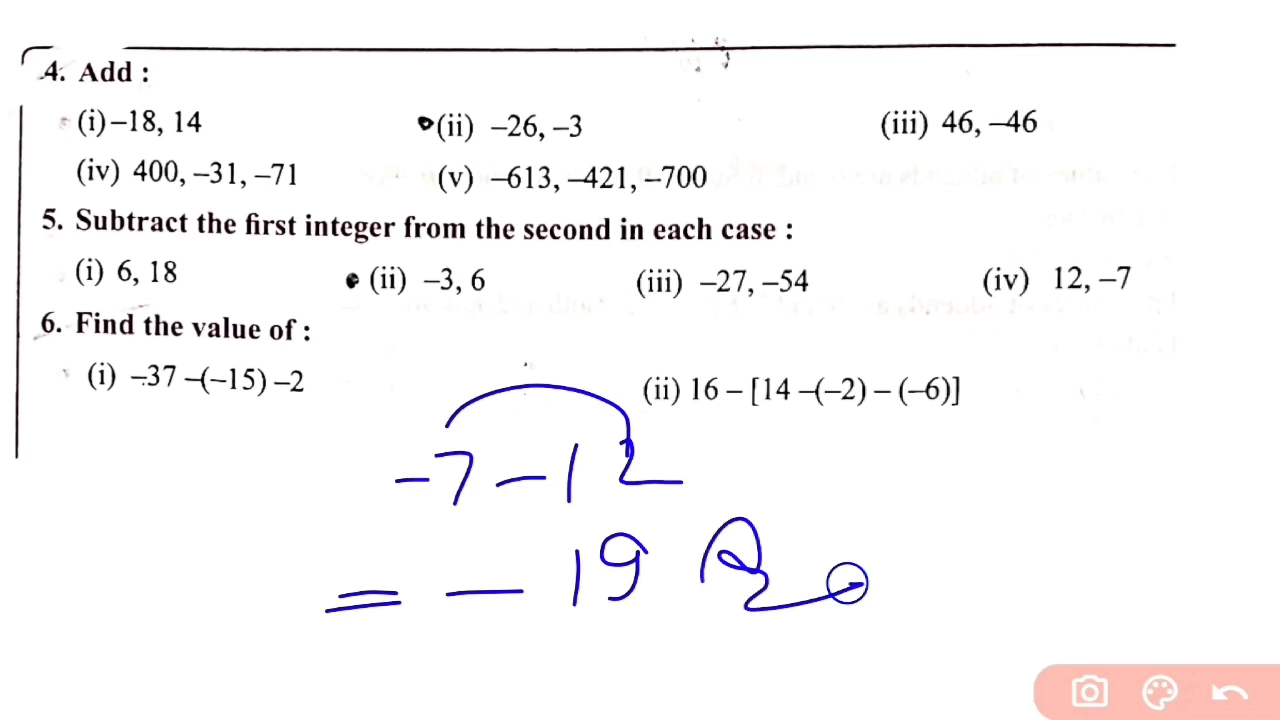 4. Add :
(i) –18, 14 (ii) –26, –3 (iii) 46, –46
(iv) 400, –31, –71 (v) –613, –421, –700
5. Subtract the first integer from the second in each case :
(i) 6, 18 (ii) –3, 6 (iii) –27, –54 (iv) 12, –7
6. Find the value of :
(i) –37 –(–15) –2 (ii) 16 – [14 –(–2) – (–6)]
–7 – 12
= – 19